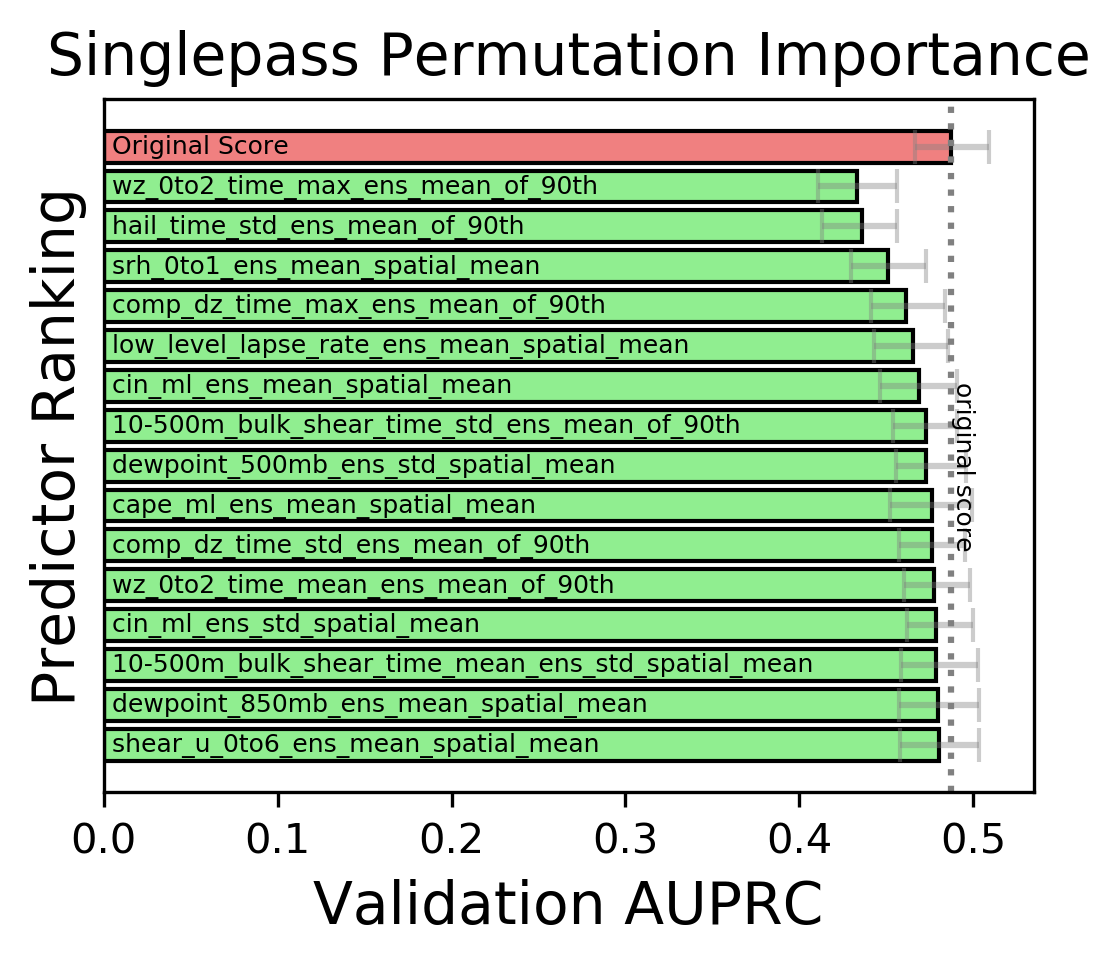 Singlepass Permutation Importance
Predictor Ranking
Original Score
wz_0to2_time_max_ens_mean_of_90th
hail_time_std_ens_mean_of_90th
srh_0to1_ens_mean_spatial_mean
comp_dz_time_max_ens_mean_of_90th
low_level_lapse_rate_ens_mean_spatial_mean
cin_ml_ens_mean_spatial_mean
10-500m_bulk_shear_time_std_ens_mean_of_90th
dewpoint_500mb_ens_std_spatial_mean
cape_ml_ens_mean_spatial_mean
comp_dz_time_std_ens_mean_of_90th
wz_0to2_time_mean_ens_mean_of_90th
cin_ml_ens_std_spatial_mean
10-500m_bulk_shear_time_mean_ens_std_spatial_mean
dewpoint_850mb_ens_mean_spatial_mean
shear_u_0to6_ens_mean_spatial_mean
original score
0.0 0.1 0.2 0.3 0.4 0.5
Validation AUPRC